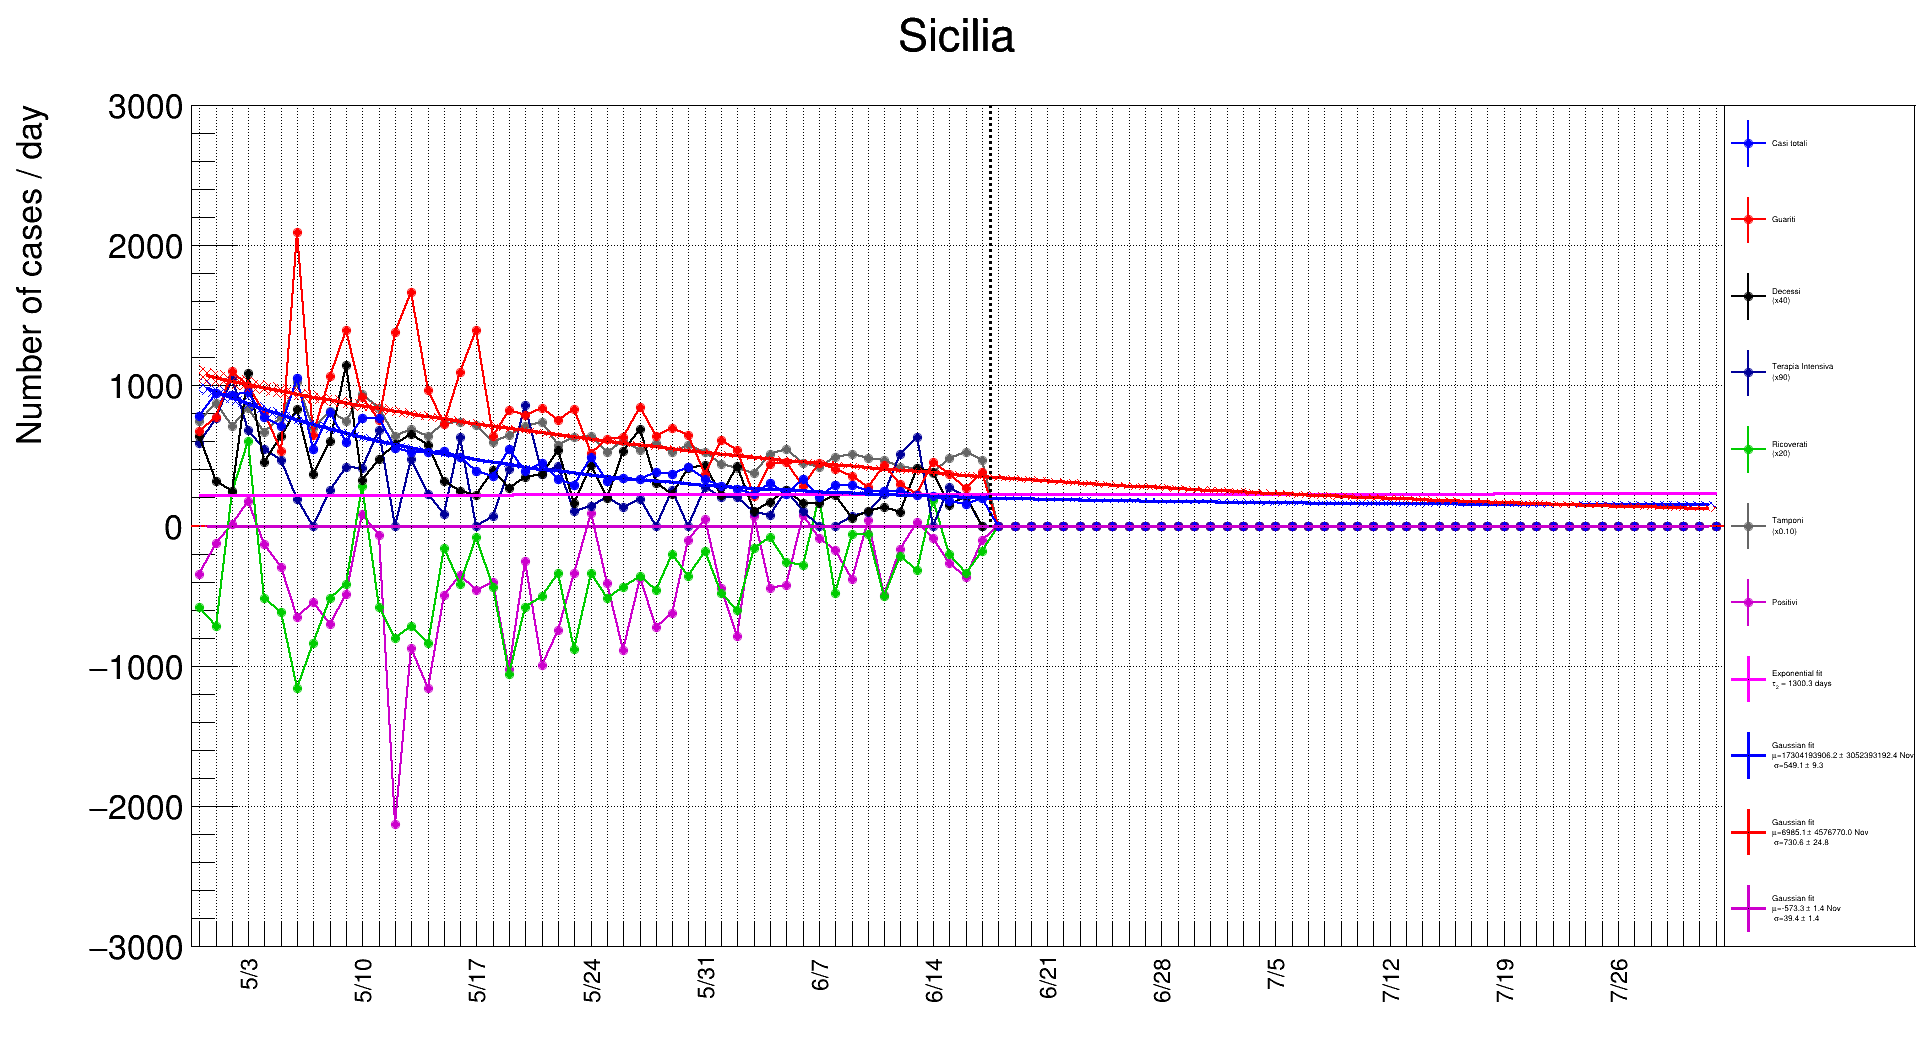 Sicilia
Number of cases / day
3000
2000
1000
0
−1000
−2000
−3000
5/3
5/10
5/17
5/24
5/31
6/7
6/14
6/21
6/28
7/5
7/12
7/19
7/26
Casi totali
Guariti
Decessi
(x40)
Terapia Intensiva
(x90)
Ricoverati
(x20)
Tamponi
(x0.10)
Positivi
Exponential fit
τ2 = 1300.3 days
Gaussian fit
μ=17304193906.2 ± 3052393192.4 Nov
σ=549.1 ± 9.3
Gaussian fit
μ=6985.1 ± 4576770.0 Nov
σ=730.6 ± 24.8
Gaussian fit
μ=-573.3 ± 1.4 Nov
σ=39.4 ± 1.4